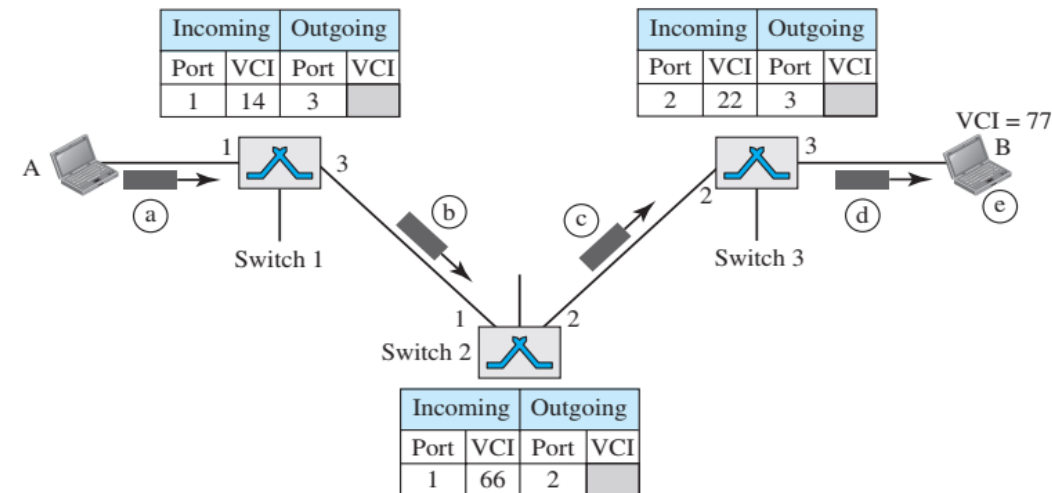 Incoming Outgoing
Port VCI Port VCI
1 14 3
Incoming Outgoing
Port VCI Port VCI
2 22 3
VCI = 77
A
1
3
a
b
Switch 1
c
2
3
B
d
e
Switch 3
1
2
Switch 2
Incoming Outgoing
Port VCI Port VCI
1 66 2